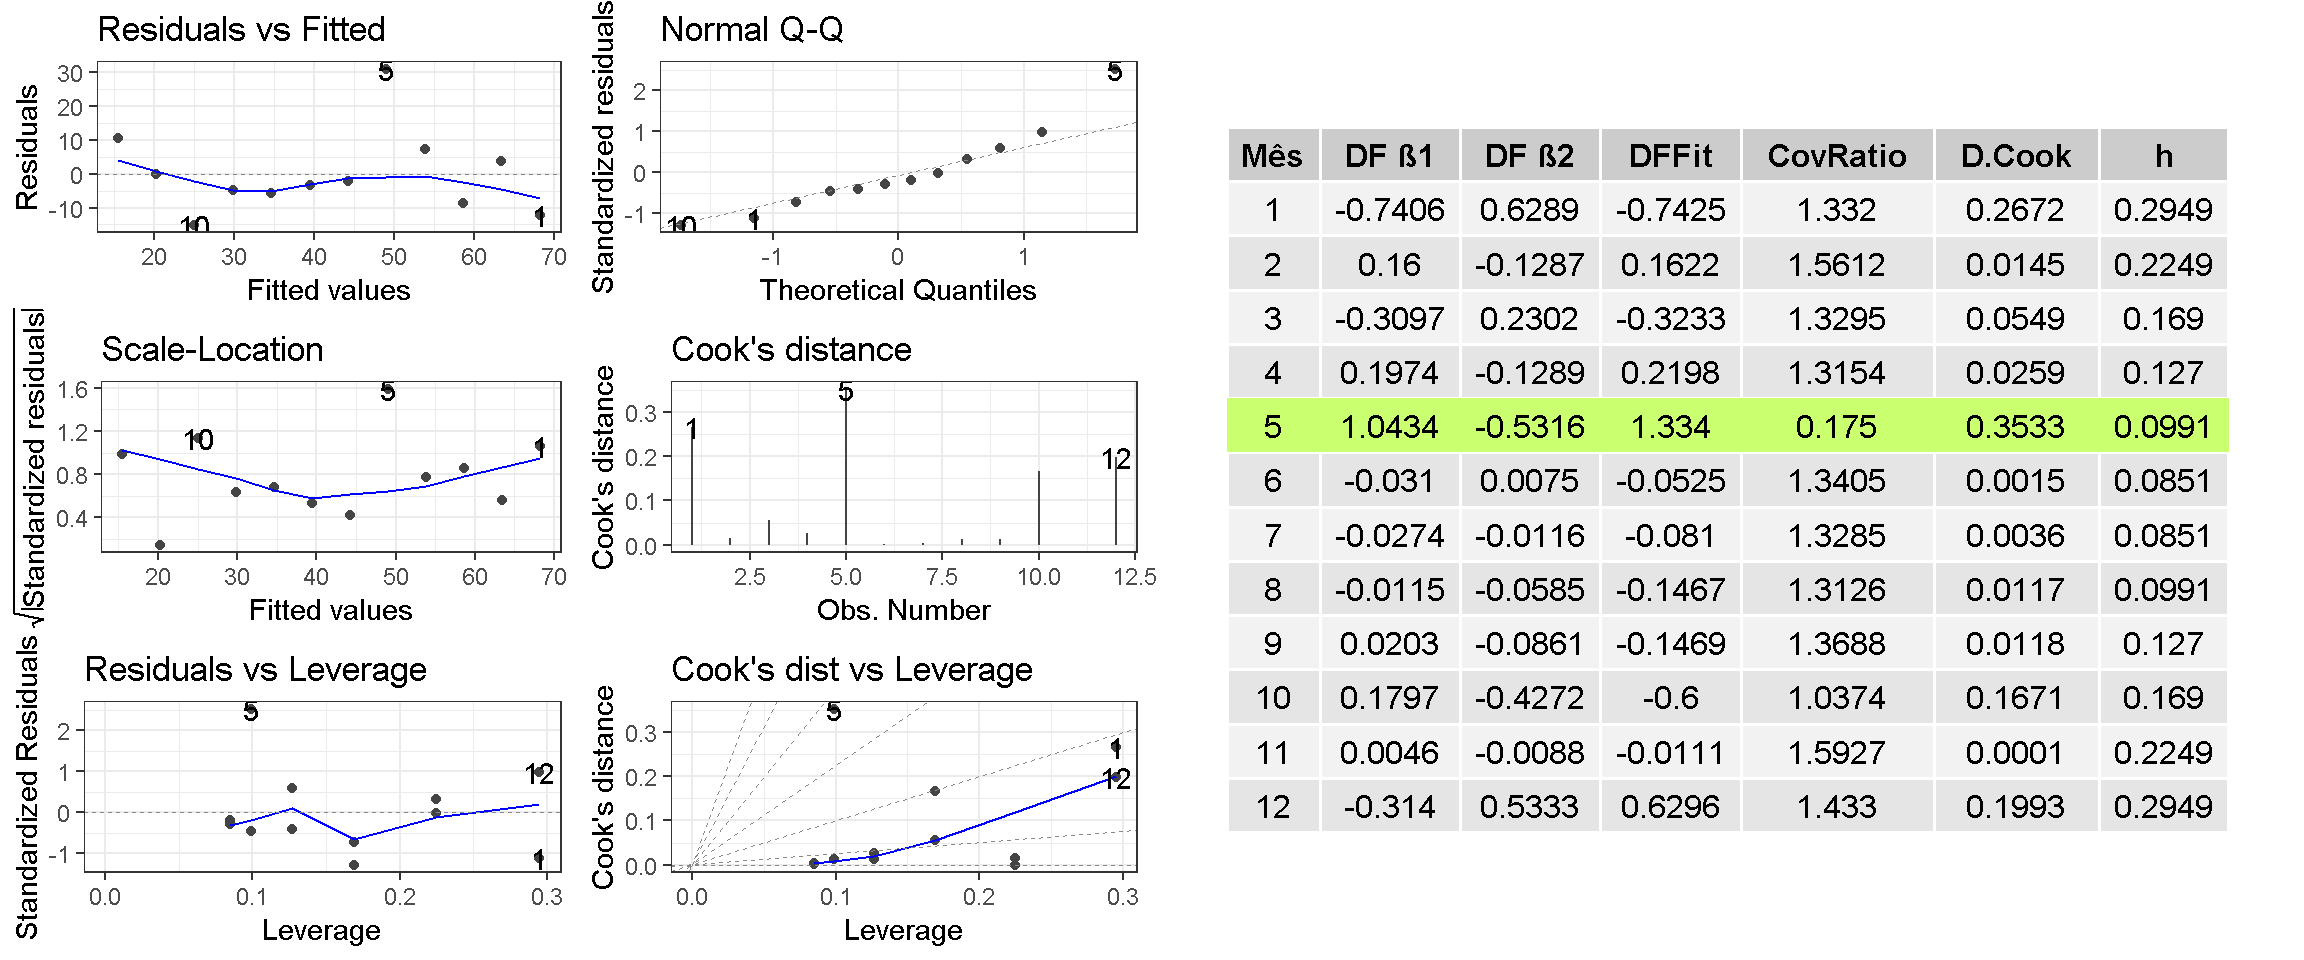 Residuals vs Fitted
Residuals
30
20
10
0
-10
5
10
1
20 30 40 50 60 70
Fitted values
Normal Q-Q
Standardized residuals
2
1
0
-1
5
10
1
-1 0 1
Theoretical Quantiles
Scale-Location
√|Standardized residuals|
1.6
1.2
0.8
0.4
5
10
1
20 30 40 50 60 70
Fitted values
Cook's distance
Cook's distance
0.3
0.2
0.1
0.0
1
5
12
2.5 5.0 7.5 10.0 12.5
Obs. Number
Residuals vs Leverage
Standardized Residuals
2
1
0
-1
5
12
1
0.0 0.1 0.2 0.3
Leverage
Cook's dist vs Leverage
Cook's distance
0.3
0.2
0.1
0.0
5
1
12
0.0 0.1 0.2 0.3
Leverage
Mês DF ß1 DF ß2 DFFit CovRatio D.Cook h
1 -0.7406 0.6289 -0.7425 1.332 0.2672 0.2949
2 0.16 -0.1287 0.1622 1.5612 0.0145 0.2249
3 -0.3097 0.2302 -0.3233 1.3295 0.0549 0.169
4 0.1974 -0.1289 0.2198 1.3154 0.0259 0.127
5 1.0434 -0.5316 1.334 0.175 0.3533 0.0991
6 -0.031 0.0075 -0.0525 1.3405 0.0015 0.0851
7 -0.0274 -0.0116 -0.081 1.3285 0.0036 0.0851
8 -0.0115 -0.0585 -0.1467 1.3126 0.0117 0.0991
9 0.0203 -0.0861 -0.1469 1.3688 0.0118 0.127
10 0.1797 -0.4272 -0.6 1.0374 0.1671 0.169
11 0.0046 -0.0088 -0.0111 1.5927 0.0001 0.2249
12 -0.314 0.5333 0.6296 1.433 0.1993 0.2949